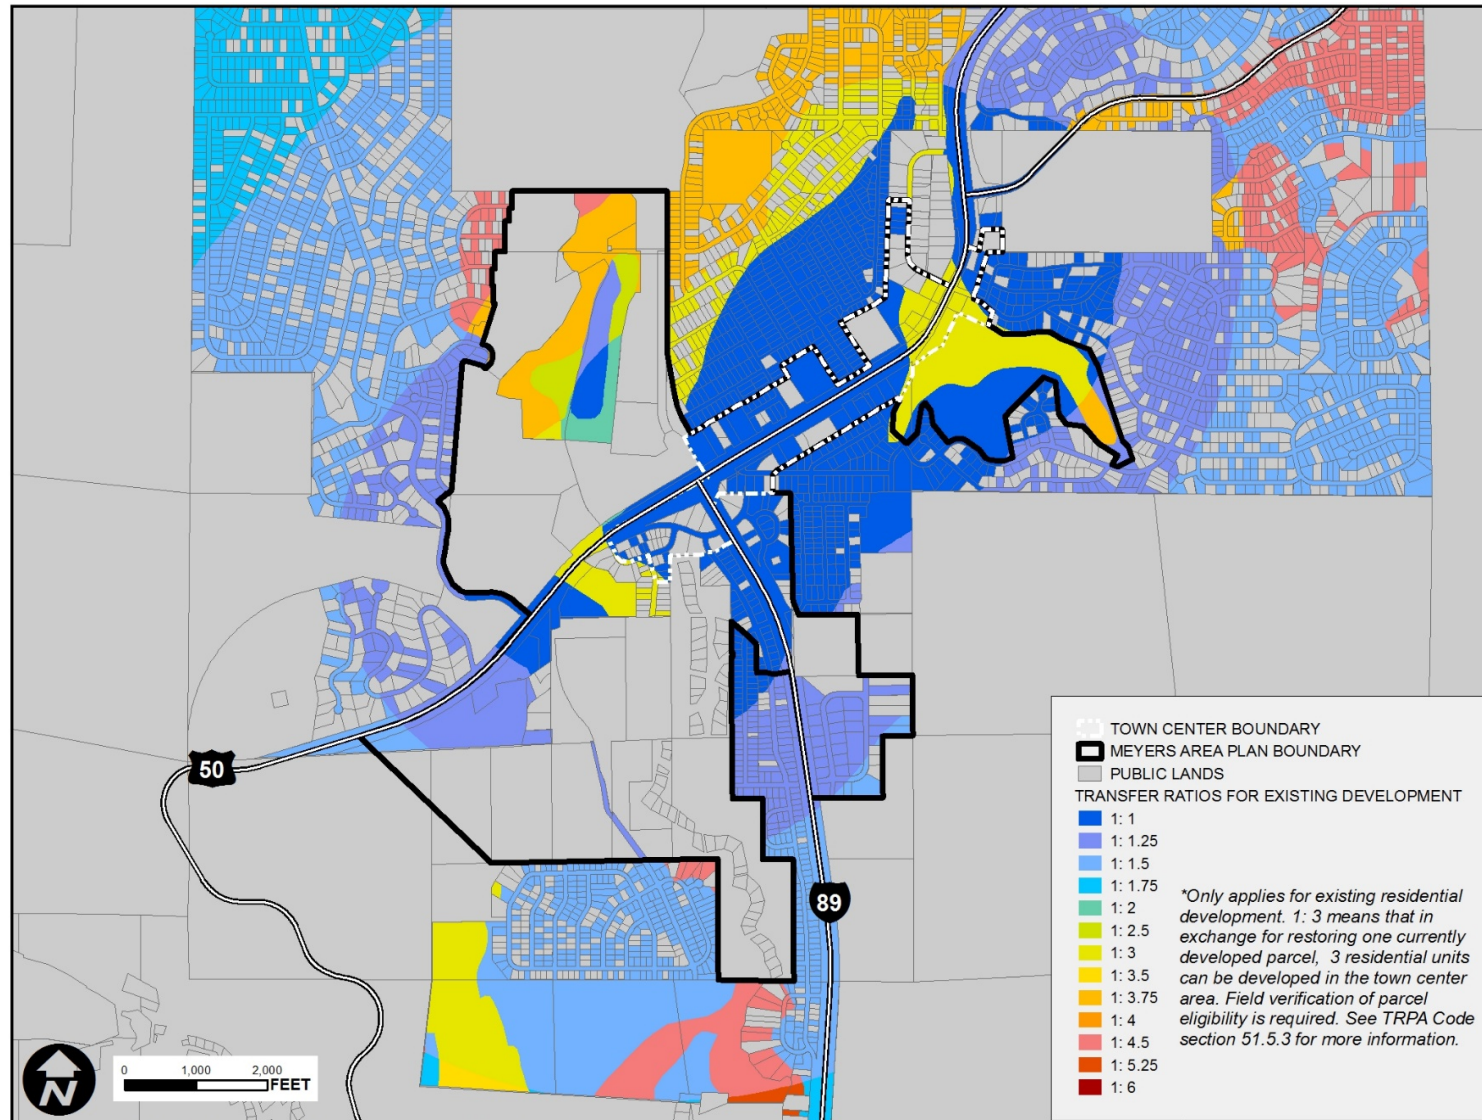 50
89
TOWN CENTER BOUNDARY
MEYERS AREA PLAN BOUNDARY
PUBLIC LANDS
TRANSFER RATIOS FOR EXISTING DEVELOPMENT
1: 1
1: 1.25
1: 1.5
1: 1.75
1: 2
1: 2.5
1: 3
1: 3.5
1: 3.75
1: 4
1: 4.5
1: 5.25
1: 6
*Only applies for existing residential
development. 1: 3 means that in
exchange for restoring one currently
developed parcel, 3 residential units
can be developed in the town center
area. Field verification of parcel
eligibility is required. See TRPA Code
section 51.5.3 for more information.
N
0 1,000 2,000
FEET